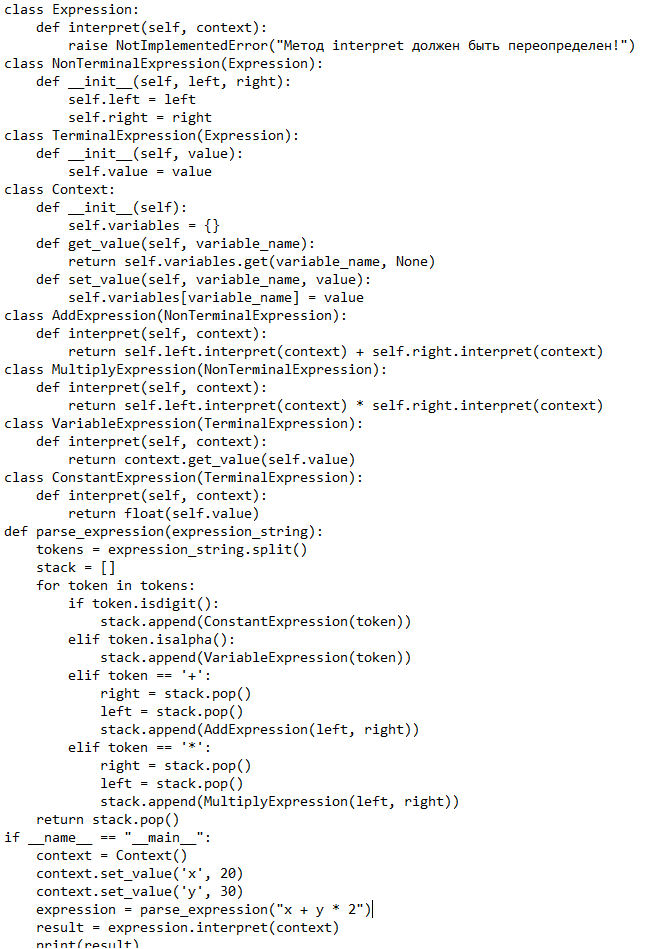 class Expression:
    def interpret(self, context):
        raise NotImplementedError("Метод interpret должен быть переопределен!")
class NonTerminalExpression(Expression):
    def __init__(self, left, right):
        self.left = left
        self.right = right
class TerminalExpression(Expression):
    def __init__(self, value):
        self.value = value
class Context:
    def __init__(self):
        self.variables = {}
    def get_value(self, variable_name):
        return self.variables.get(variable_name, None)
    def set_value(self, variable_name, value):
        self.variables[variable_name] = value
class AddExpression(NonTerminalExpression):
    def interpret(self, context):
        return self.left.interpret(context) + self.right.interpret(context)
class MultiplyExpression(NonTerminalExpression):
    def interpret(self, context):
        return self.left.interpret(context) * self.right.interpret(context)
class VariableExpression(TerminalExpression):
    def interpret(self, context):
        return context.get_value(self.value)
class ConstantExpression(TerminalExpression):
    def interpret(self, context):
        return float(self.value)
def parse_expression(expression_string):
    tokens = expression_string.split()
    stack = []
    for token in tokens:
        if token.isdigit():
            stack.append(ConstantExpression(token))
        elif token.isalpha():
            stack.append(VariableExpression(token))
        elif token == '+':
            right = stack.pop()
            left = stack.pop()
            stack.append(AddExpression(left, right))
        elif token == '*':
            right = stack.pop()
            left = stack.pop()
            stack.append(MultiplyExpression(left, right))
    return stack.pop()
if __name__ == "__main__":
    context = Context()
    context.set_value('x', 20)
    context.set_value('y', 30)
    expression = parse_expression("x + y * 2")
    result = expression.interpret(context)
    print(result)